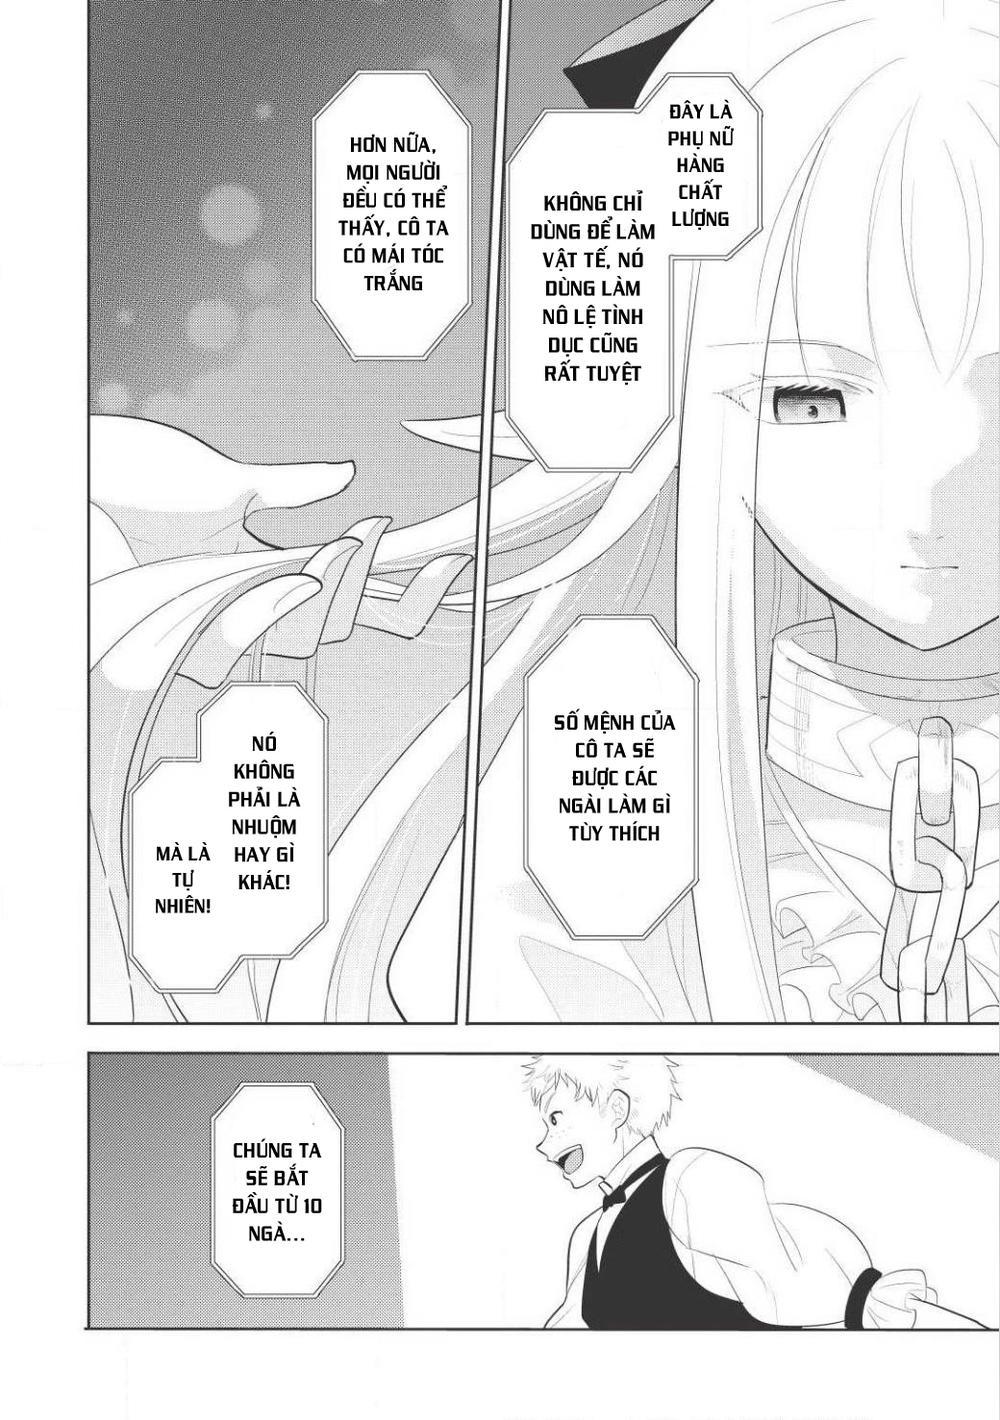 ĐÂY LÀ
PHỤ NỮ
HÀNG
CHẤT
LƯỢNG
KHÔNG CHỈ
DÙNG ĐỂ LÀM
VẬT TẾ, NÓ
DÙNG LÀM
NÔ LỆ TÌNH
DỤC CŨNG
RẤT TUYỆT
SỐ MỆNH CỦA
CÔ TA SẼ
ĐƯỢC CÁC
NGÀI LÀM GÌ
TÙY THÍCH
HƠN NỮA,
MỌI NGƯỜI
ĐỀU CÓ THỂ
THẤY, CÔ TA
CÓ MÁI TÓC
TRẮNG
NÓ
KHÔNG
PHẢI LÀ
NHUỘM
HAY GÌ
KHÁC!
MÀ LÀ
TỰ
NHIÊN!
CHÚNG TA
SẼ BẮT
ĐẦU TỪ 10
NGÀ...